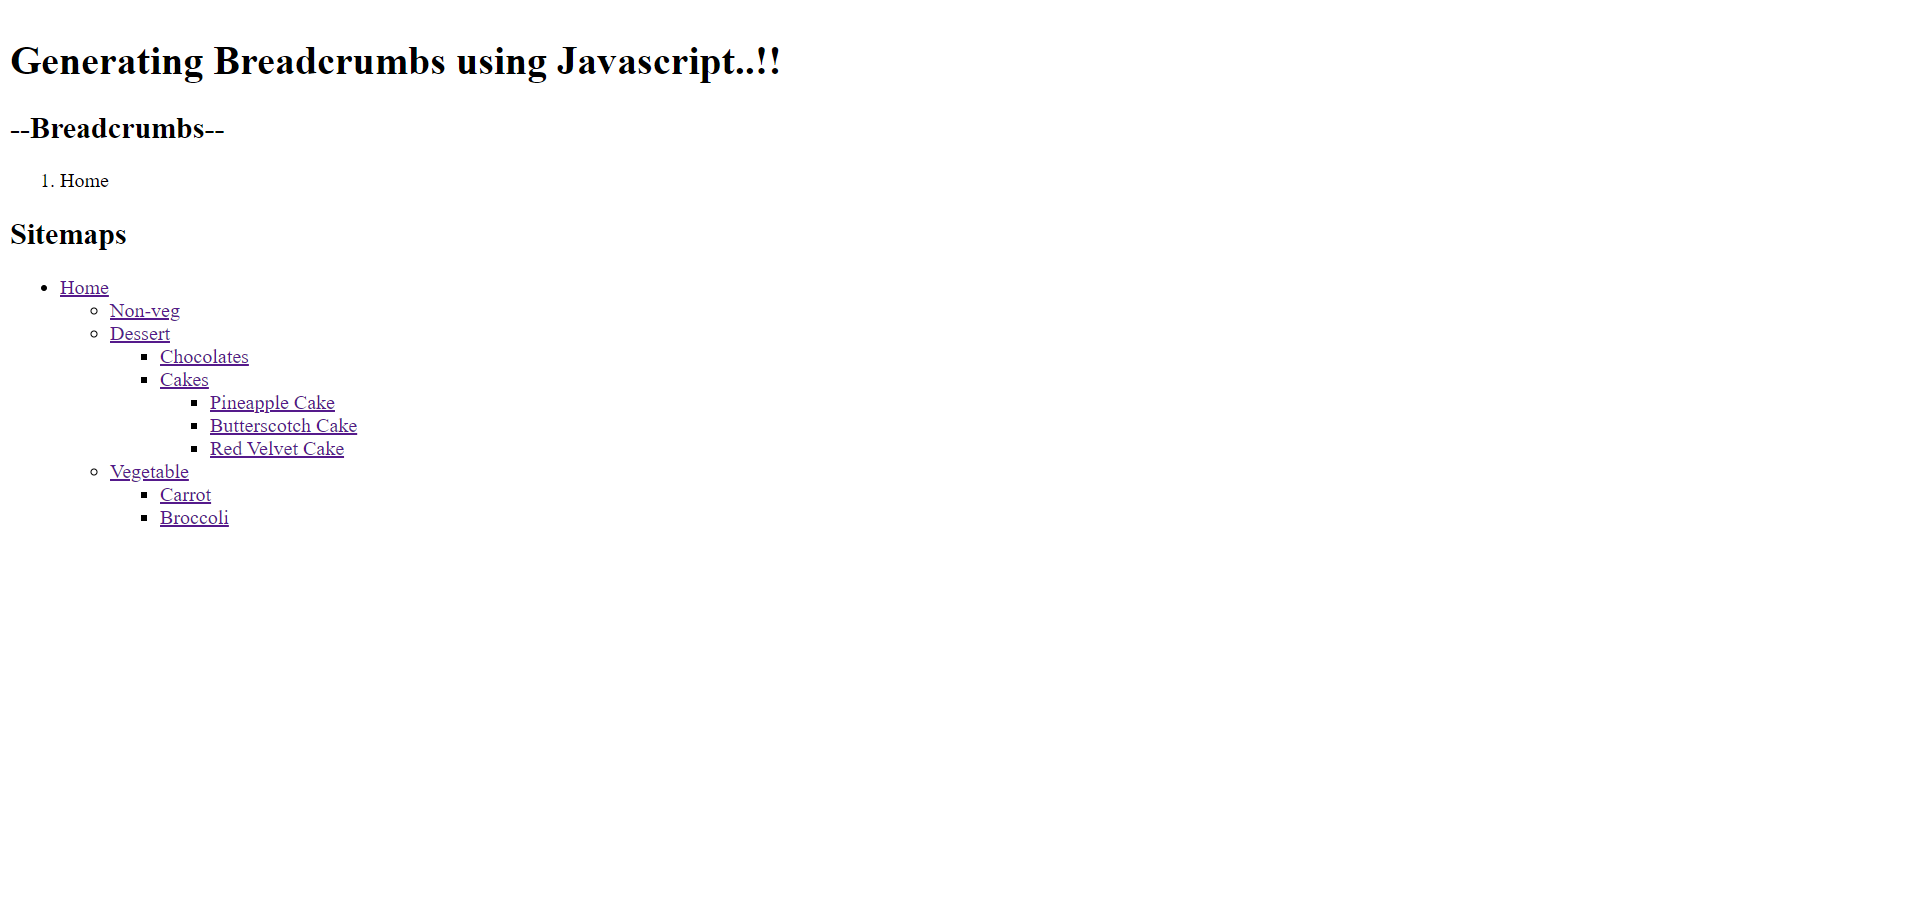 Generating Breadcrumbs using Javascript..!!
--Breadcrumbs--
1. Home
Sitemaps
Home
Non-veg
Dessert
Chocolates
Cakes
Pineapple Cake
Butterscotch Cake
Red Velvet Cake
Vegetable
Carrot
Broccoli